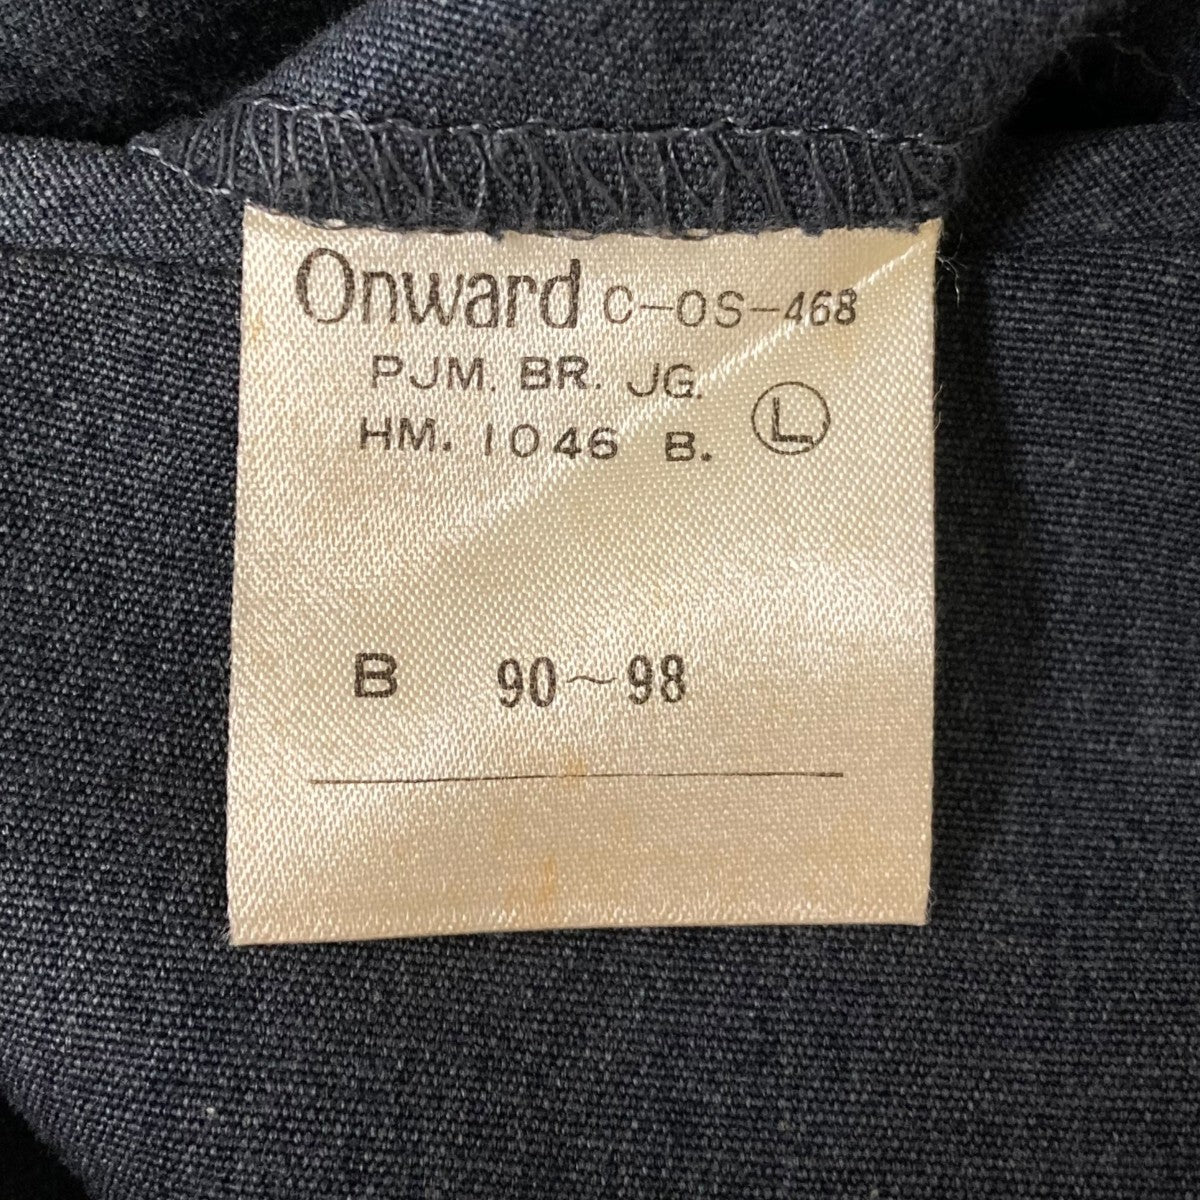 Onward C-OS-468
PJM. BR. JG.
HM. 1046 B. Ⓛ
B 90~98